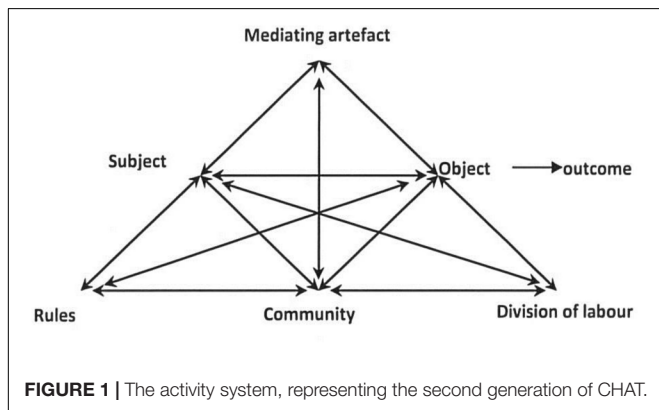 Mediating artefact
Subject
Object
outcome
Rules
Community
Division of labour
FIGURE 1 | The activity system, representing the second generation of CHAT.